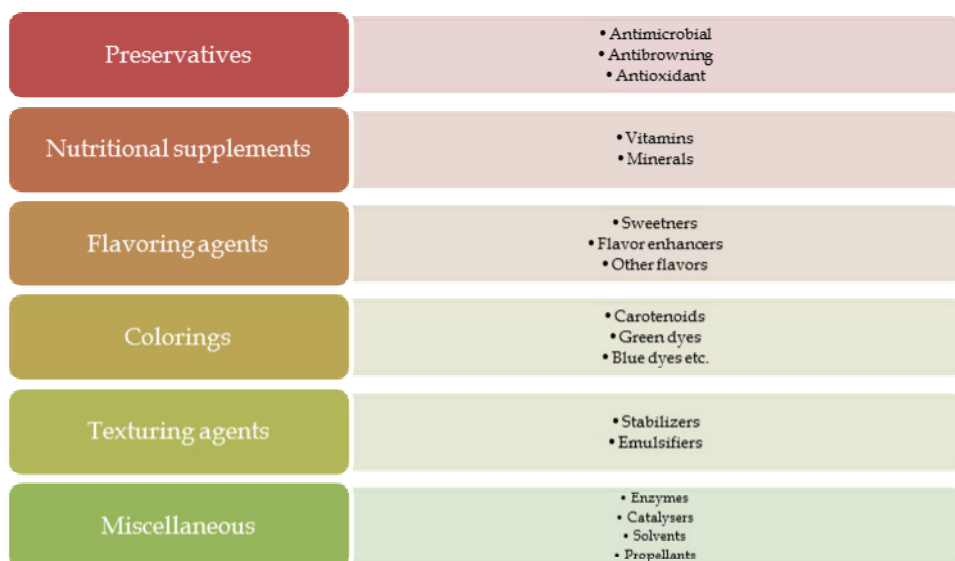 Preservatives
• Antimicrobial
• Antibrowning
• Antioxidant
Nutritional supplements
• Vitamins
• Minerals
Flavoring agents
• Sweetners
• Flavor enhancers
• Other flavors
Colorings
• Carotenoids
• Green dyes
• Blue dyes etc.
Texturing agents
• Stabilizers
• Emulsifiers
Miscellaneous
• Enzymes
• Catalysers
• Solvents
• Propellants